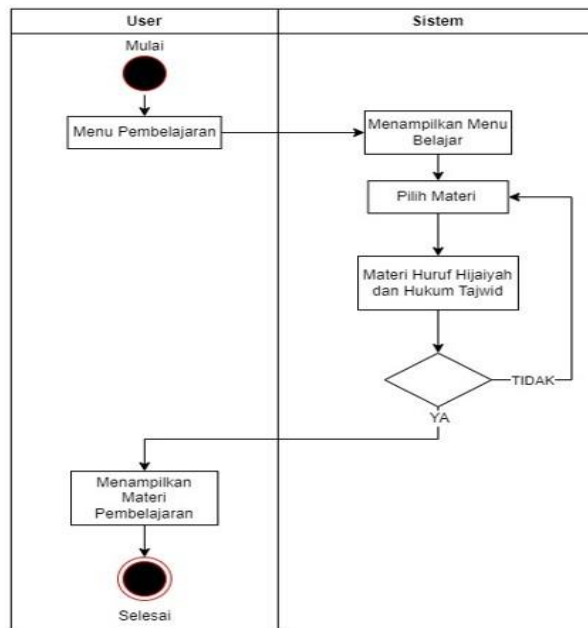 User
Sistem
Mulai
Menu Pembelajaran
Menampilkan Menu
Belajar
Pilih Materi
Materi Huruf Hijaiyah
dan Hukum Tajwid
TIDAK
YA
Menampilkan
Materi
Pembelajaran
Selesai